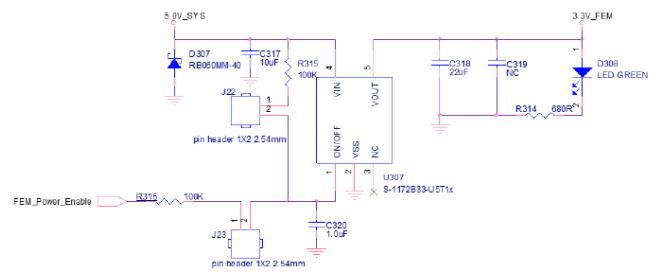 5.0V_SYS
3.3V_FEM
D307
RB060MM-40
C317
10uF
R315
100K
4
5
VIN
VOUT
C318
22uF
C319
NC
1
D308
LED GREEN
2
R314
680R
J22
1
2
pin header 1X2 2.54mm
ON/OFF
VSS
NC
1
2
3
U307
S-1172B33-U5T1x
FEM_Power_Enable
R316
100K
1
2
C320
1.0uF
J23
pin header 1X2 2.54mm